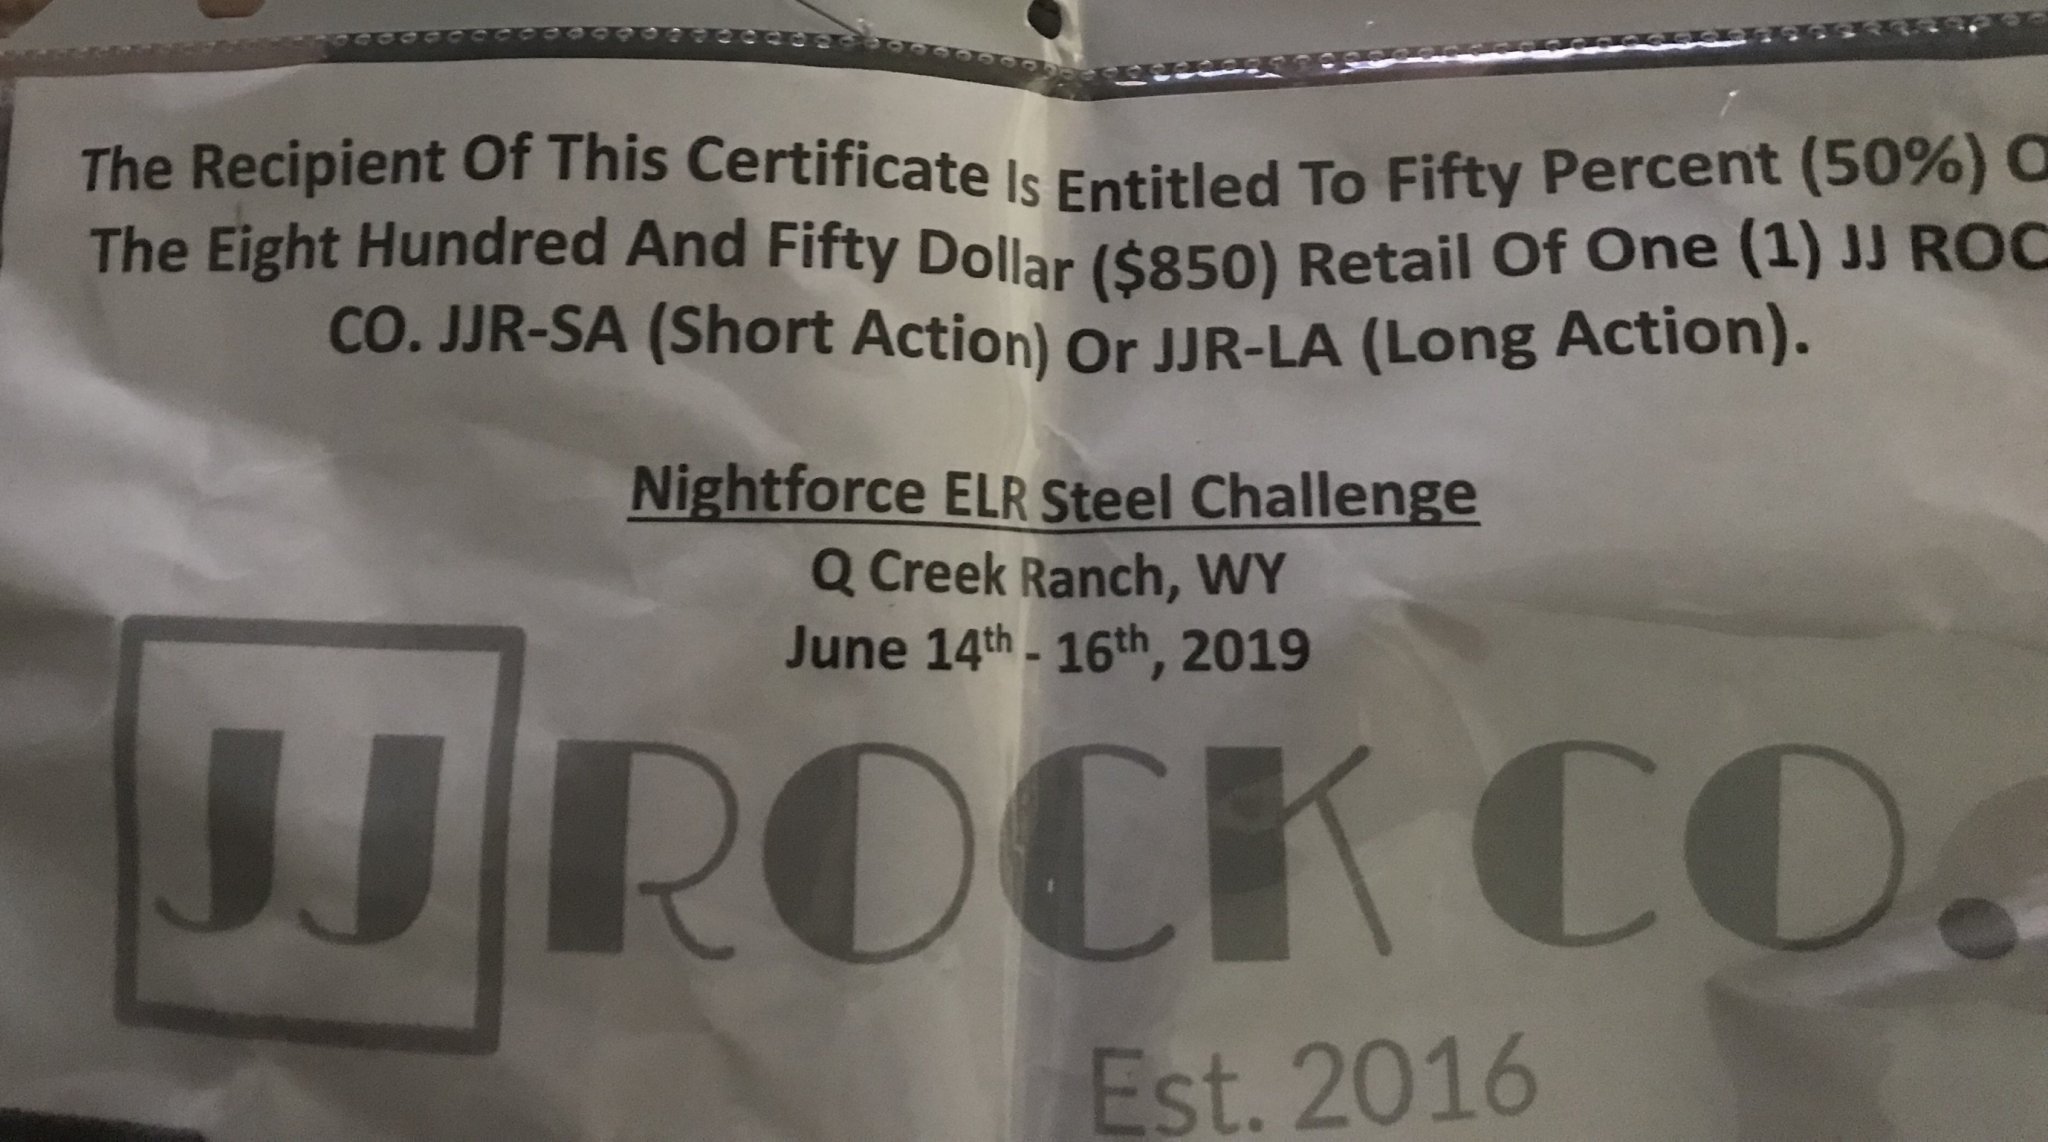 The Recipient Of This Certificate Is Entitled To Fifty Percent (50%)
The Eight Hundred And Fifty Dollar ($850) Retail Of One (1) JJ ROC
CO. JJR-SA (Short Action) Or JJR-LA (Long Action).
Nightforce ELR Steel Challenge
Q Creek Ranch, WY
June 14th - 16th, 2019
JJ ROCK CO.
Est. 2016